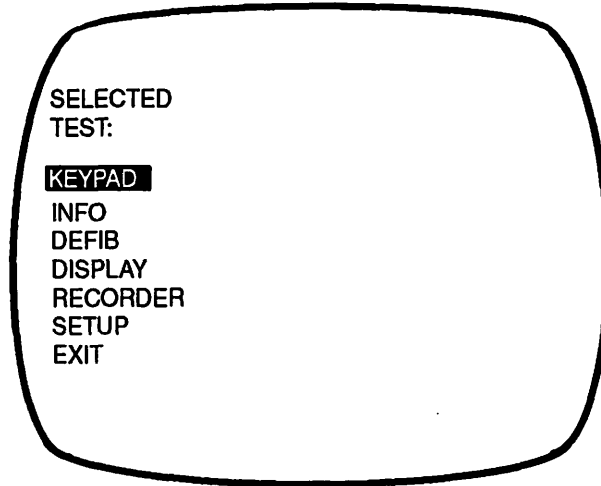 SELECTED
TEST:
KEYPAD
INFO
DEFIB
DISPLAY
RECORDER
SETUP
EXIT